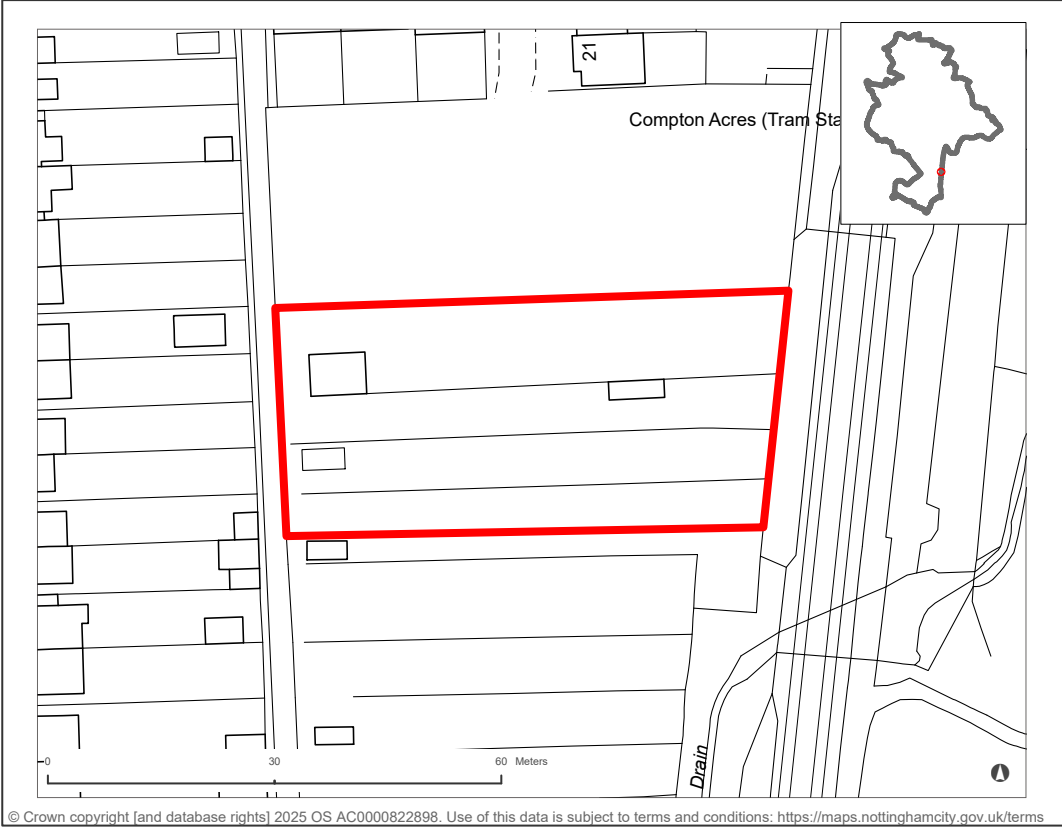 21
Compton Acres (Tram Sta
Drain
0 30 60 Meters
© Crown copyright [and database rights] 2025 OS AC0000822898. Use of this data is subject to terms and conditions: https://maps.nottinghamcity.gov.uk/terms